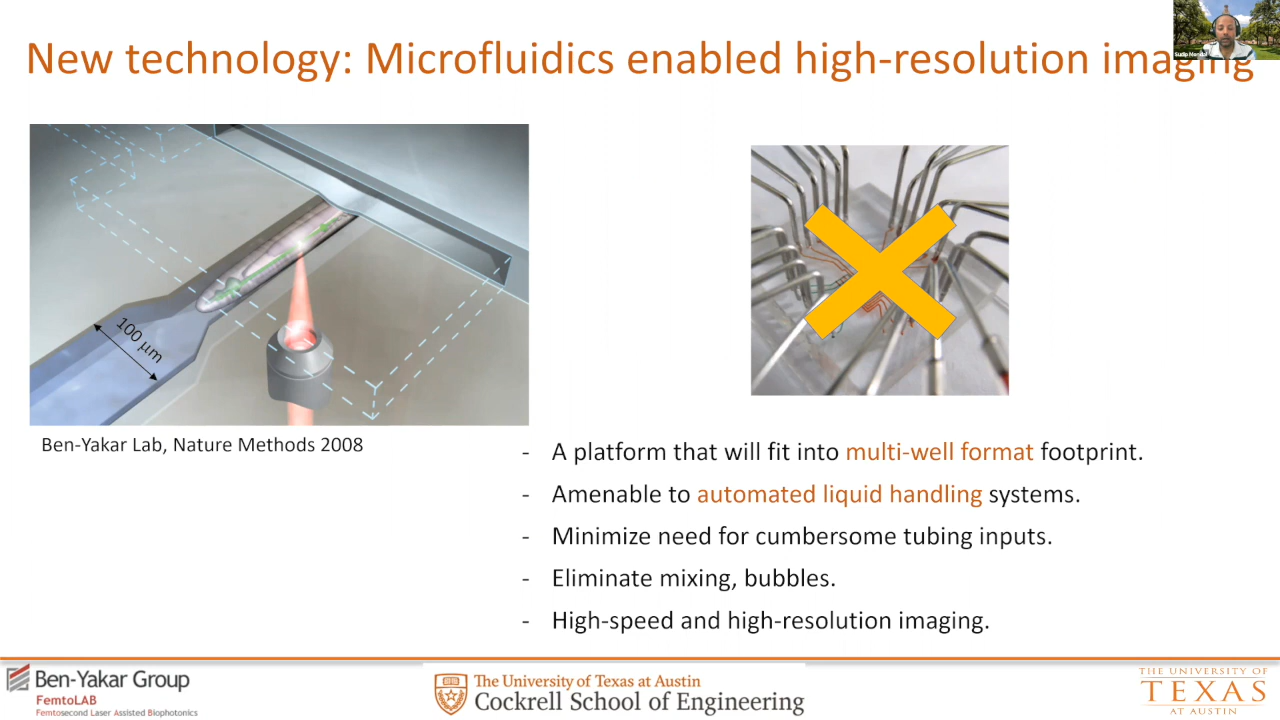 New technology: Microfluidics enabled high-resolution imaging
Sudip Mondal
100 µm
Ben-Yakar Lab, Nature Methods 2008
- A platform that will fit into multi-well format footprint.
- Amenable to automated liquid handling systems.
- Minimize need for cumbersome tubing inputs.
- Eliminate mixing, bubbles.
- High-speed and high-resolution imaging.
Ben-Yakar Group
FemtoLAB
Femtosecond Laser Assisted Biophotonics
The University of Texas at Austin
Cockrell School of Engineering
THE UNIVERSITY OF
TEXAS
AT AUSTIN